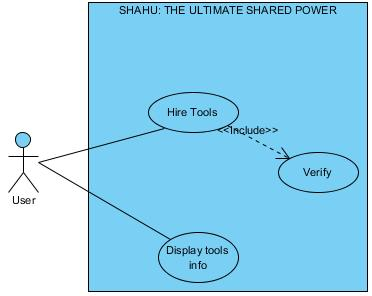 SHAHU: THE ULTIMATE SHARED POWER
Hire Tools
<<Include>>
Verify
User
Display tools
info